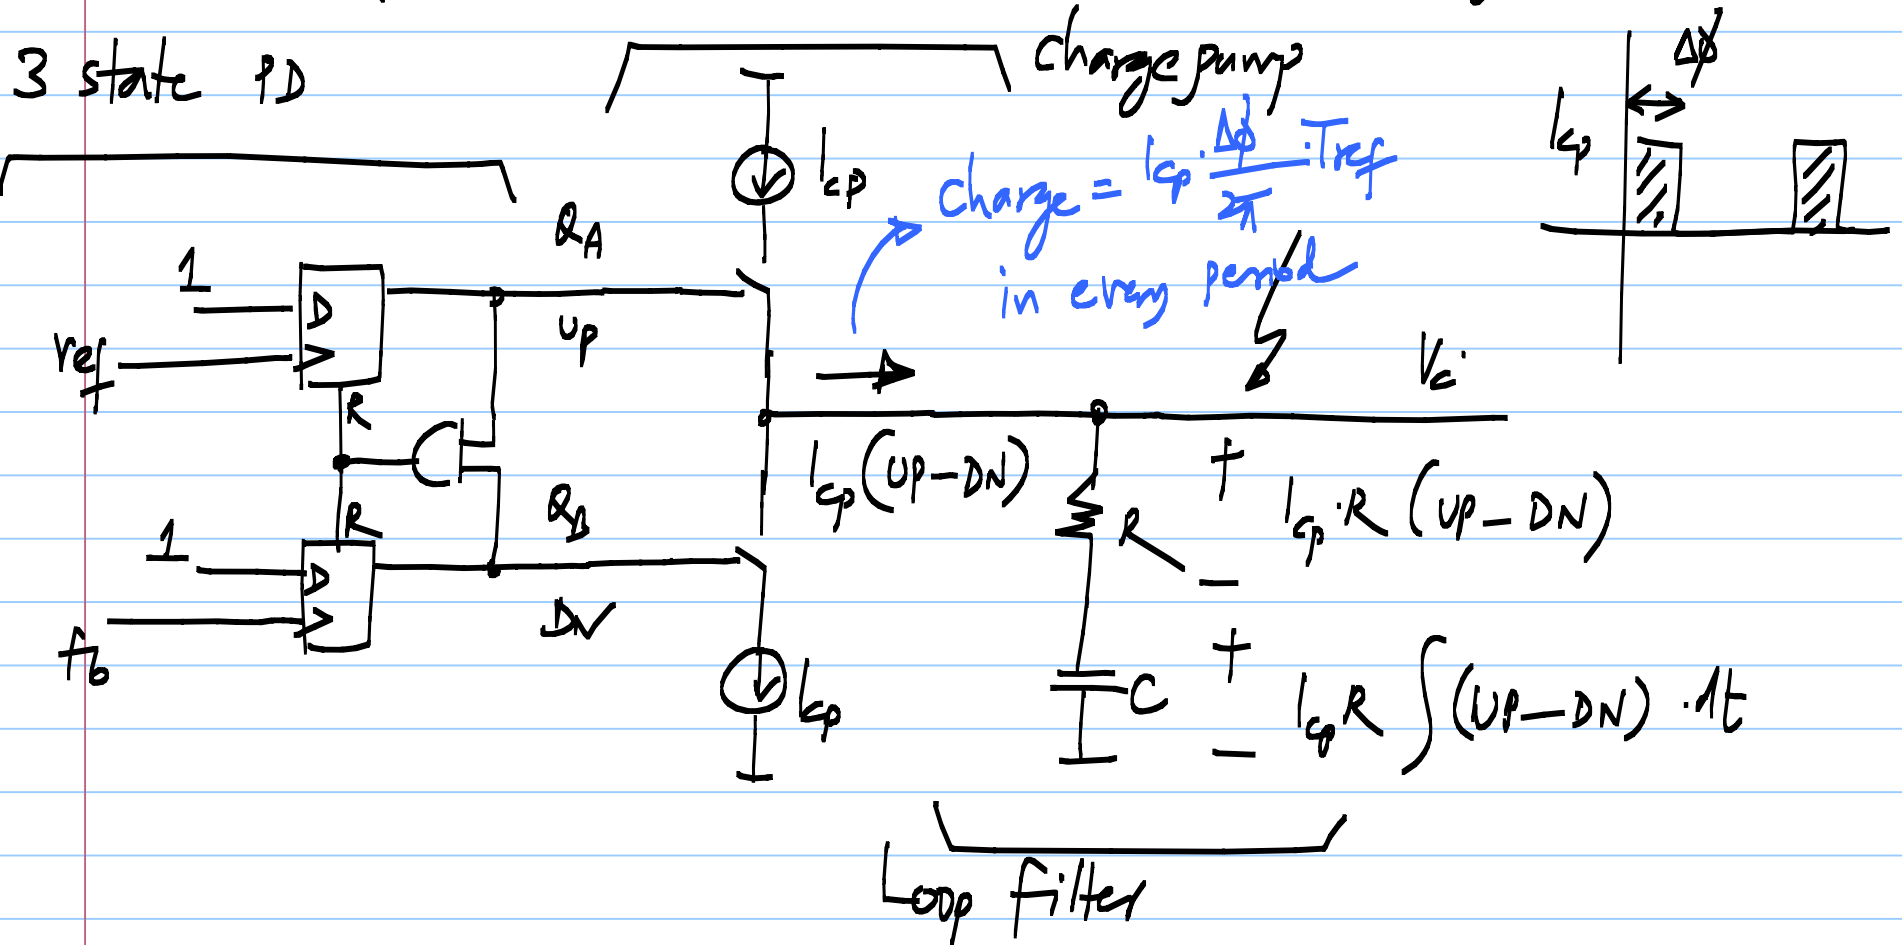 3 state PD
Charge pump
Δϕ
Icp
Icp
charge = Icp · Δϕ/2π · Tref
in every period
QA
1
D
UP
ref
R
Vc
Icp (UP-DN)
Icp·R (UP-DN)
R
R
QB
1
D
DN
fb
Icp
C
Icp R ∫(UP-DN)·dt
Loop filter